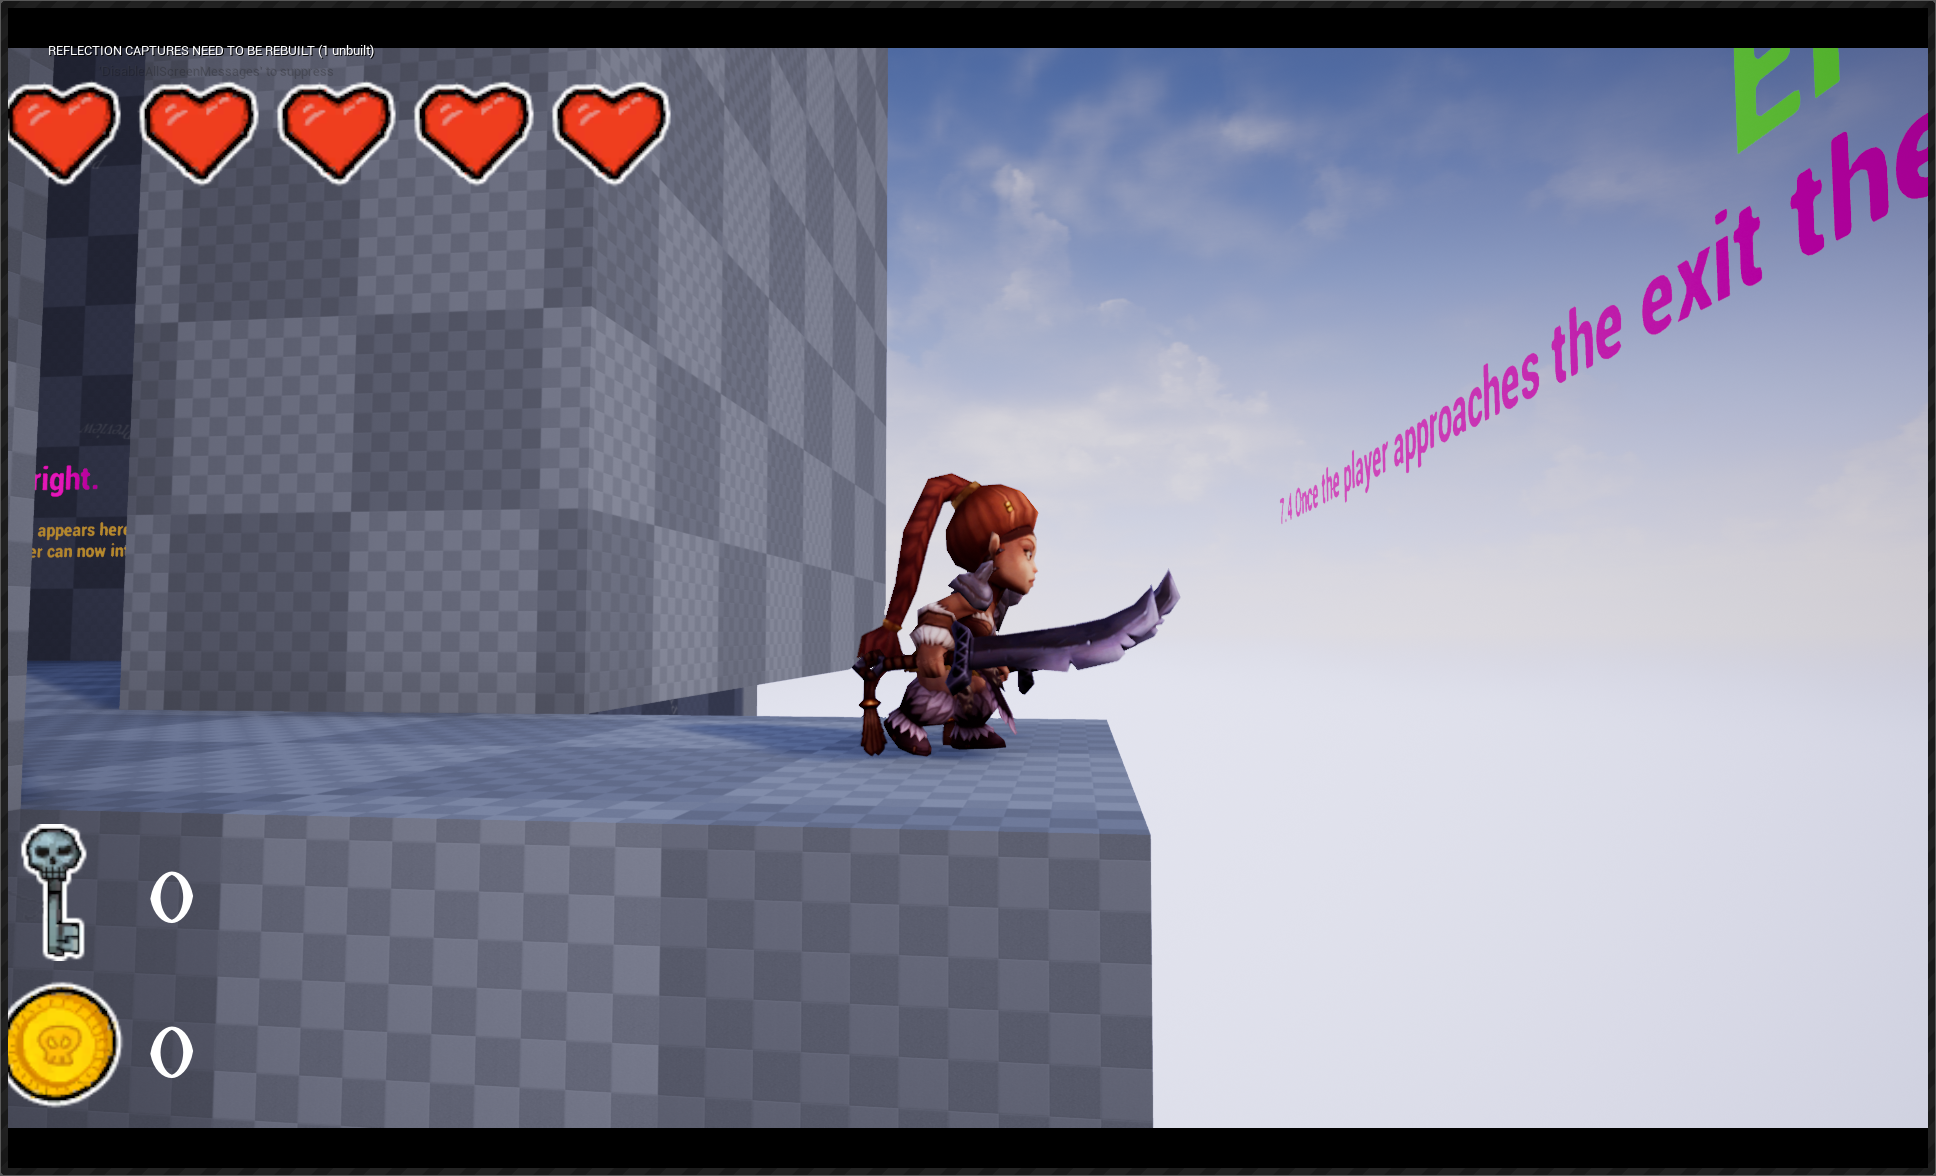 REFLECTION CAPTURES NEED TO BE REBUILT (1 unbuilt)
'DisableAllScreenMessages' to suppress
7.4 Once the player approaches the exit the
right.
appears here
er can now int
Preview
0
0